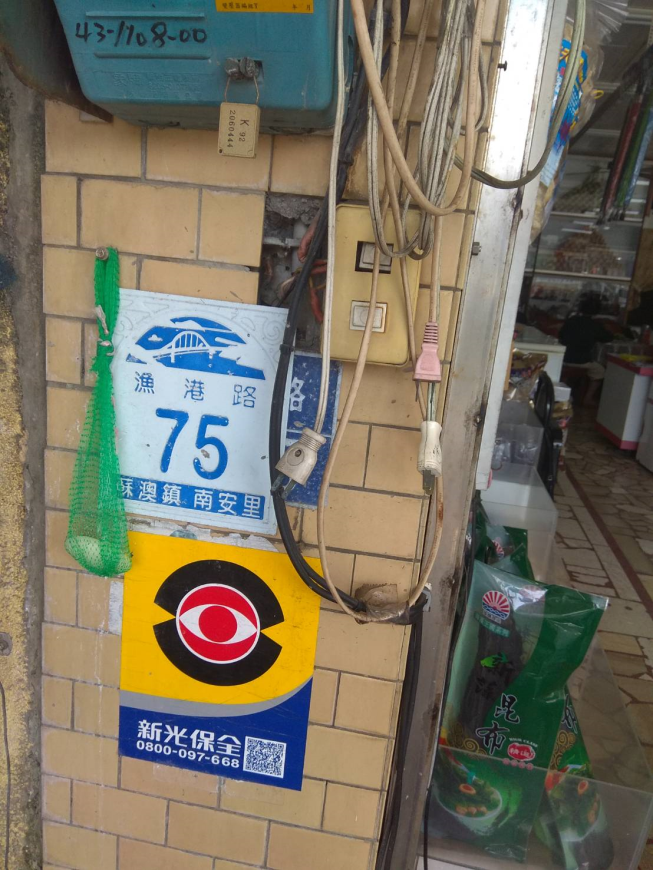 43-1108-00
K 92
2060444
漁港路
75
蘇澳鎮 南安里
路
新光保全
0800-097-668
昆布